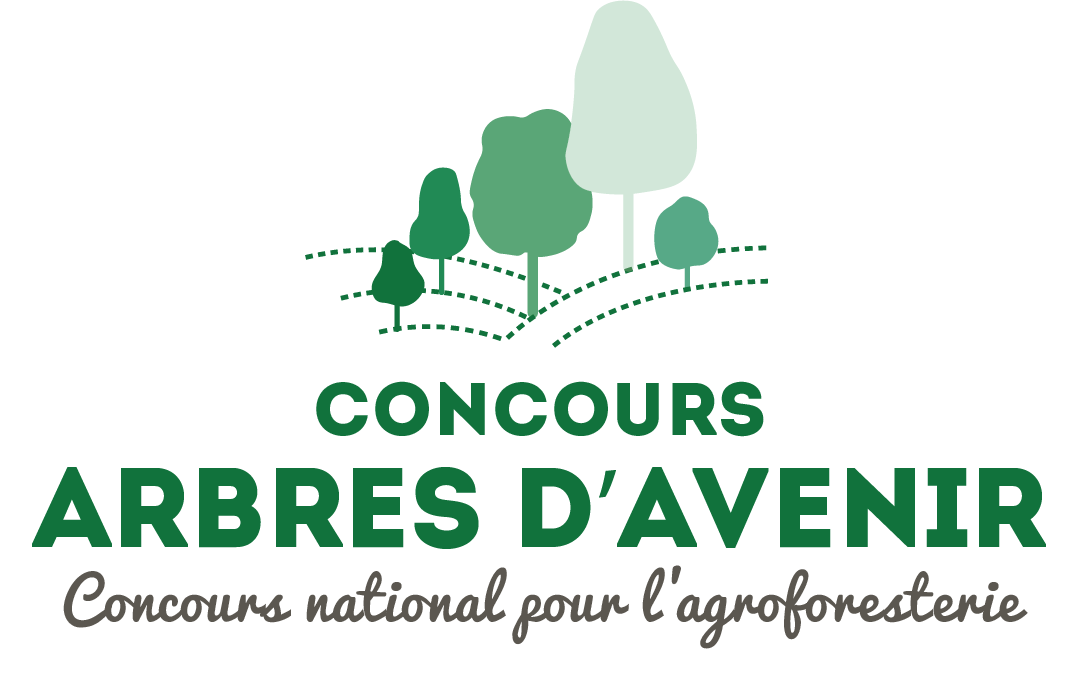 CONCOURS
ARBRES D'AVENIR
Concours national pour l'agroforesterie